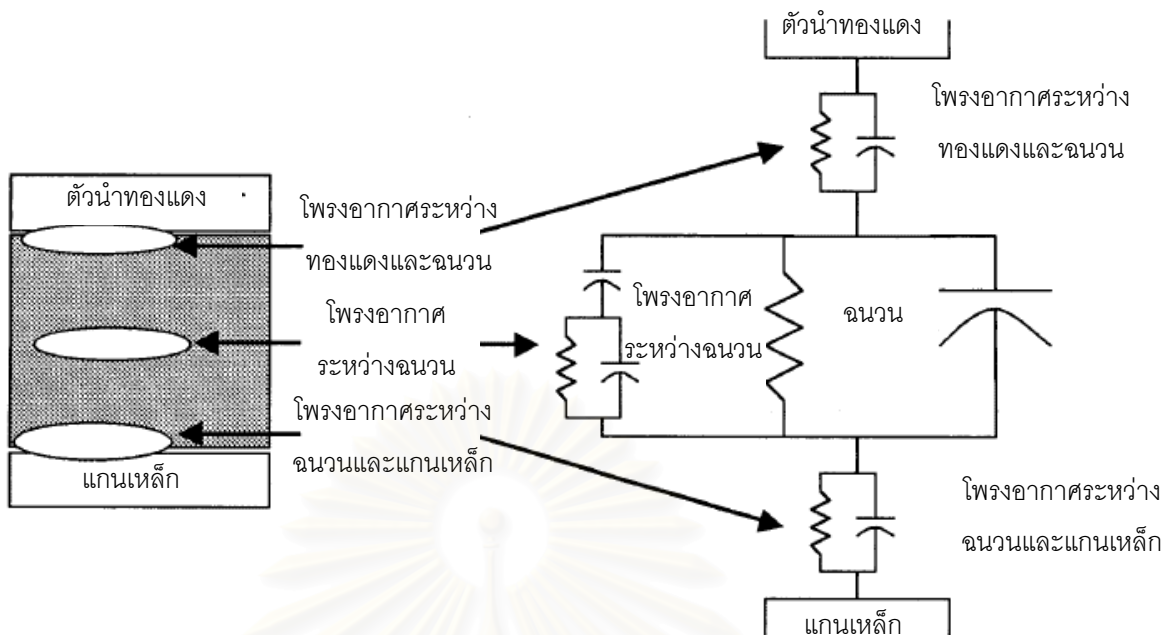 ตัวนำทองแดง
โพรงอากาศระหว่าง
ทองแดงและฉนวน
ตัวนำทองแดง
โพรงอากาศระหว่าง
ทองแดงและฉนวน
โพรงอากาศ
ระหว่างฉนวน
โพรงอากาศ
ระหว่างฉนวน
ฉนวน
โพรงอากาศระหว่าง
ฉนวนและแกนเหล็ก
แกนเหล็ก
โพรงอากาศระหว่าง
ฉนวนและแกนเหล็ก
แกนเหล็ก